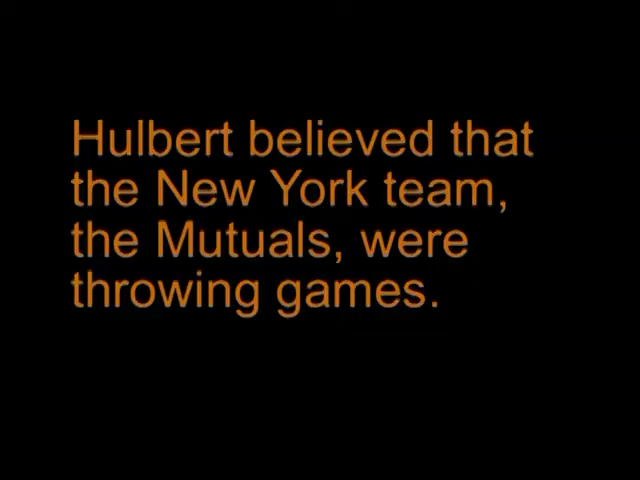 Hulbert believed that
the New York team,
the Mutuals, were
throwing games.